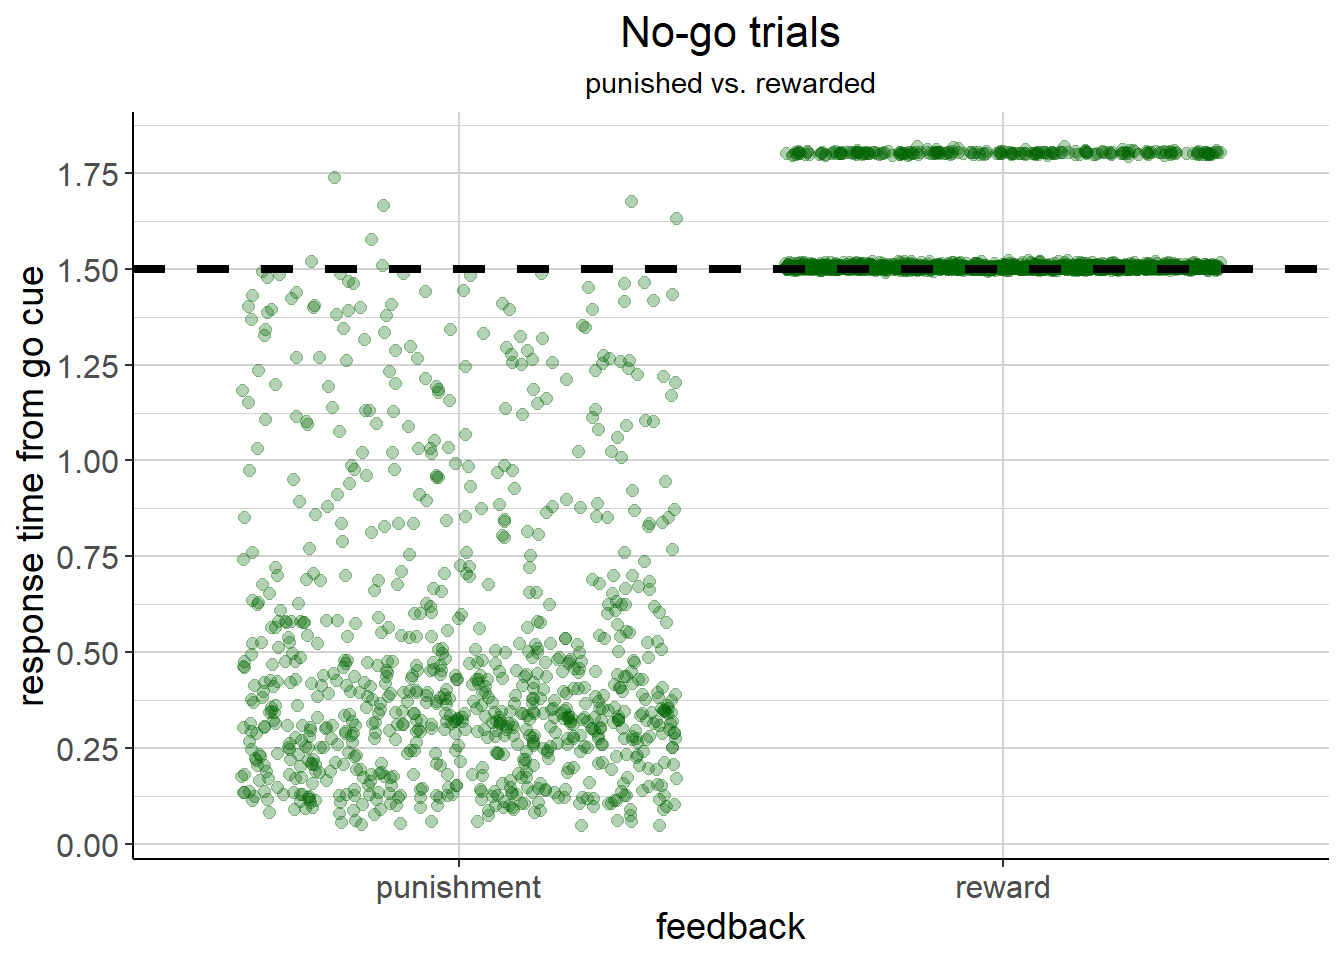 No-go trials
punished vs. rewarded
response time from go cue
1.75
1.50
1.25
1.00
0.75
0.50
0.25
0.00
punishment reward
feedback